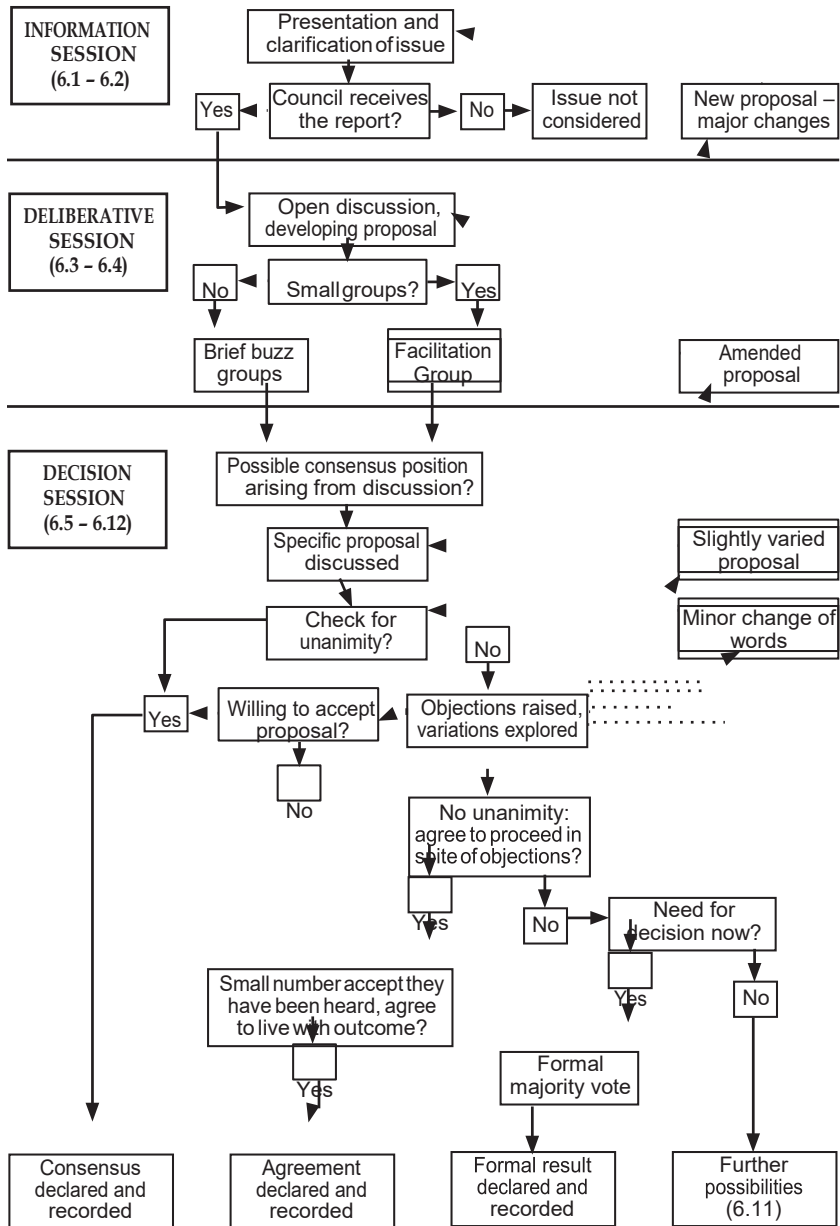 INFORMATION
SESSION
(6.1 – 6.2)
Presentation and
clarification of issue
Yes
Council receives
the report?
No
Issue not
considered
New proposal –
major changes
DELIBERATIVE
SESSION
(6.3 – 6.4)
Open discussion,
developing proposal
No
Small groups?
Yes
Brief buzz
groups
Facilitation
Group
Amended
proposal
DECISION
SESSION
(6.5 – 6.12)
Possible consensus position
arising from discussion?
Specific proposal
discussed
Slightly varied
proposal
Check for
unanimity?
No
Minor change of
words
Yes
Willing to accept
proposal?
Objections raised,
variations explored
No
No unanimity:
agree to proceed in
spite of objections?
Yes
No
Need for
decision now?
Yes
No
Small number accept they
have been heard, agree
to live with outcome?
Yes
Formal
majority vote
Consensus
declared and
recorded
Agreement
declared and
recorded
Formal result
declared and
recorded
Further
possibilities
(6.11)